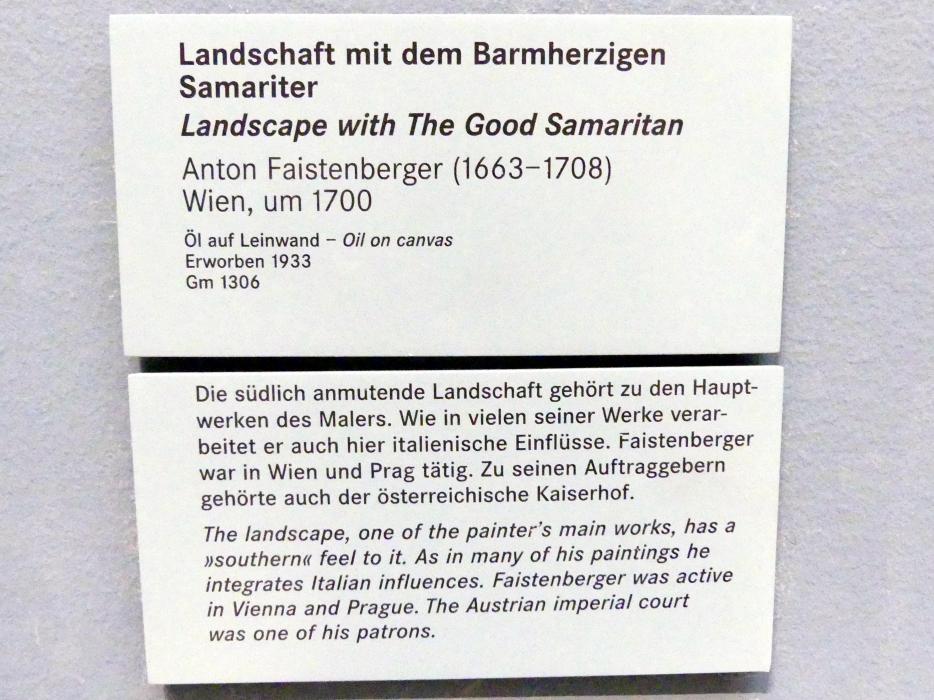 Landschaft mit dem Barmherzigen
Samariter
Landscape with The Good Samaritan
Anton Faistenberger (1663–1708)
Wien, um 1700
Öl auf Leinwand – Oil on canvas
Erworben 1933
Gm 1306
Die südlich anmutende Landschaft gehört zu den Haupt-
werken des Malers. Wie in vielen seiner Werke verar-
beitet er auch hier italienische Einflüsse. Faistenberger
war in Wien und Prag tätig. Zu seinen Auftraggebern
gehörte auch der österreichische Kaiserhof.
The landscape, one of the painter's main works, has a
»southern« feel to it. As in many of his paintings he
integrates Italian influences. Faistenberger was active
in Vienna and Prague. The Austrian imperial court
was one of his patrons.